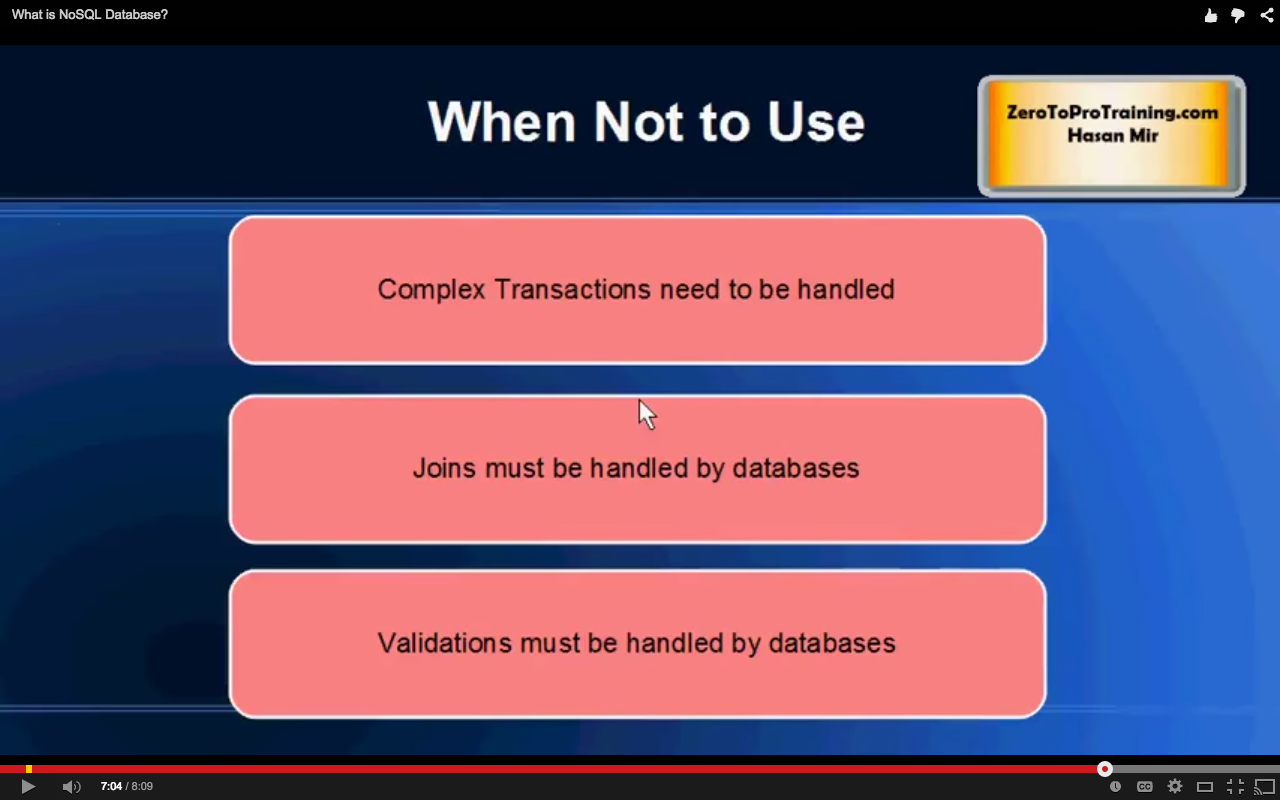 What is NoSQL Database?
When Not to Use
ZeroToProTraining.com
Hasan Mir
Complex Transactions need to be handled
Joins must be handled by databases
Validations must be handled by databases
7:04 / 8:09
CC